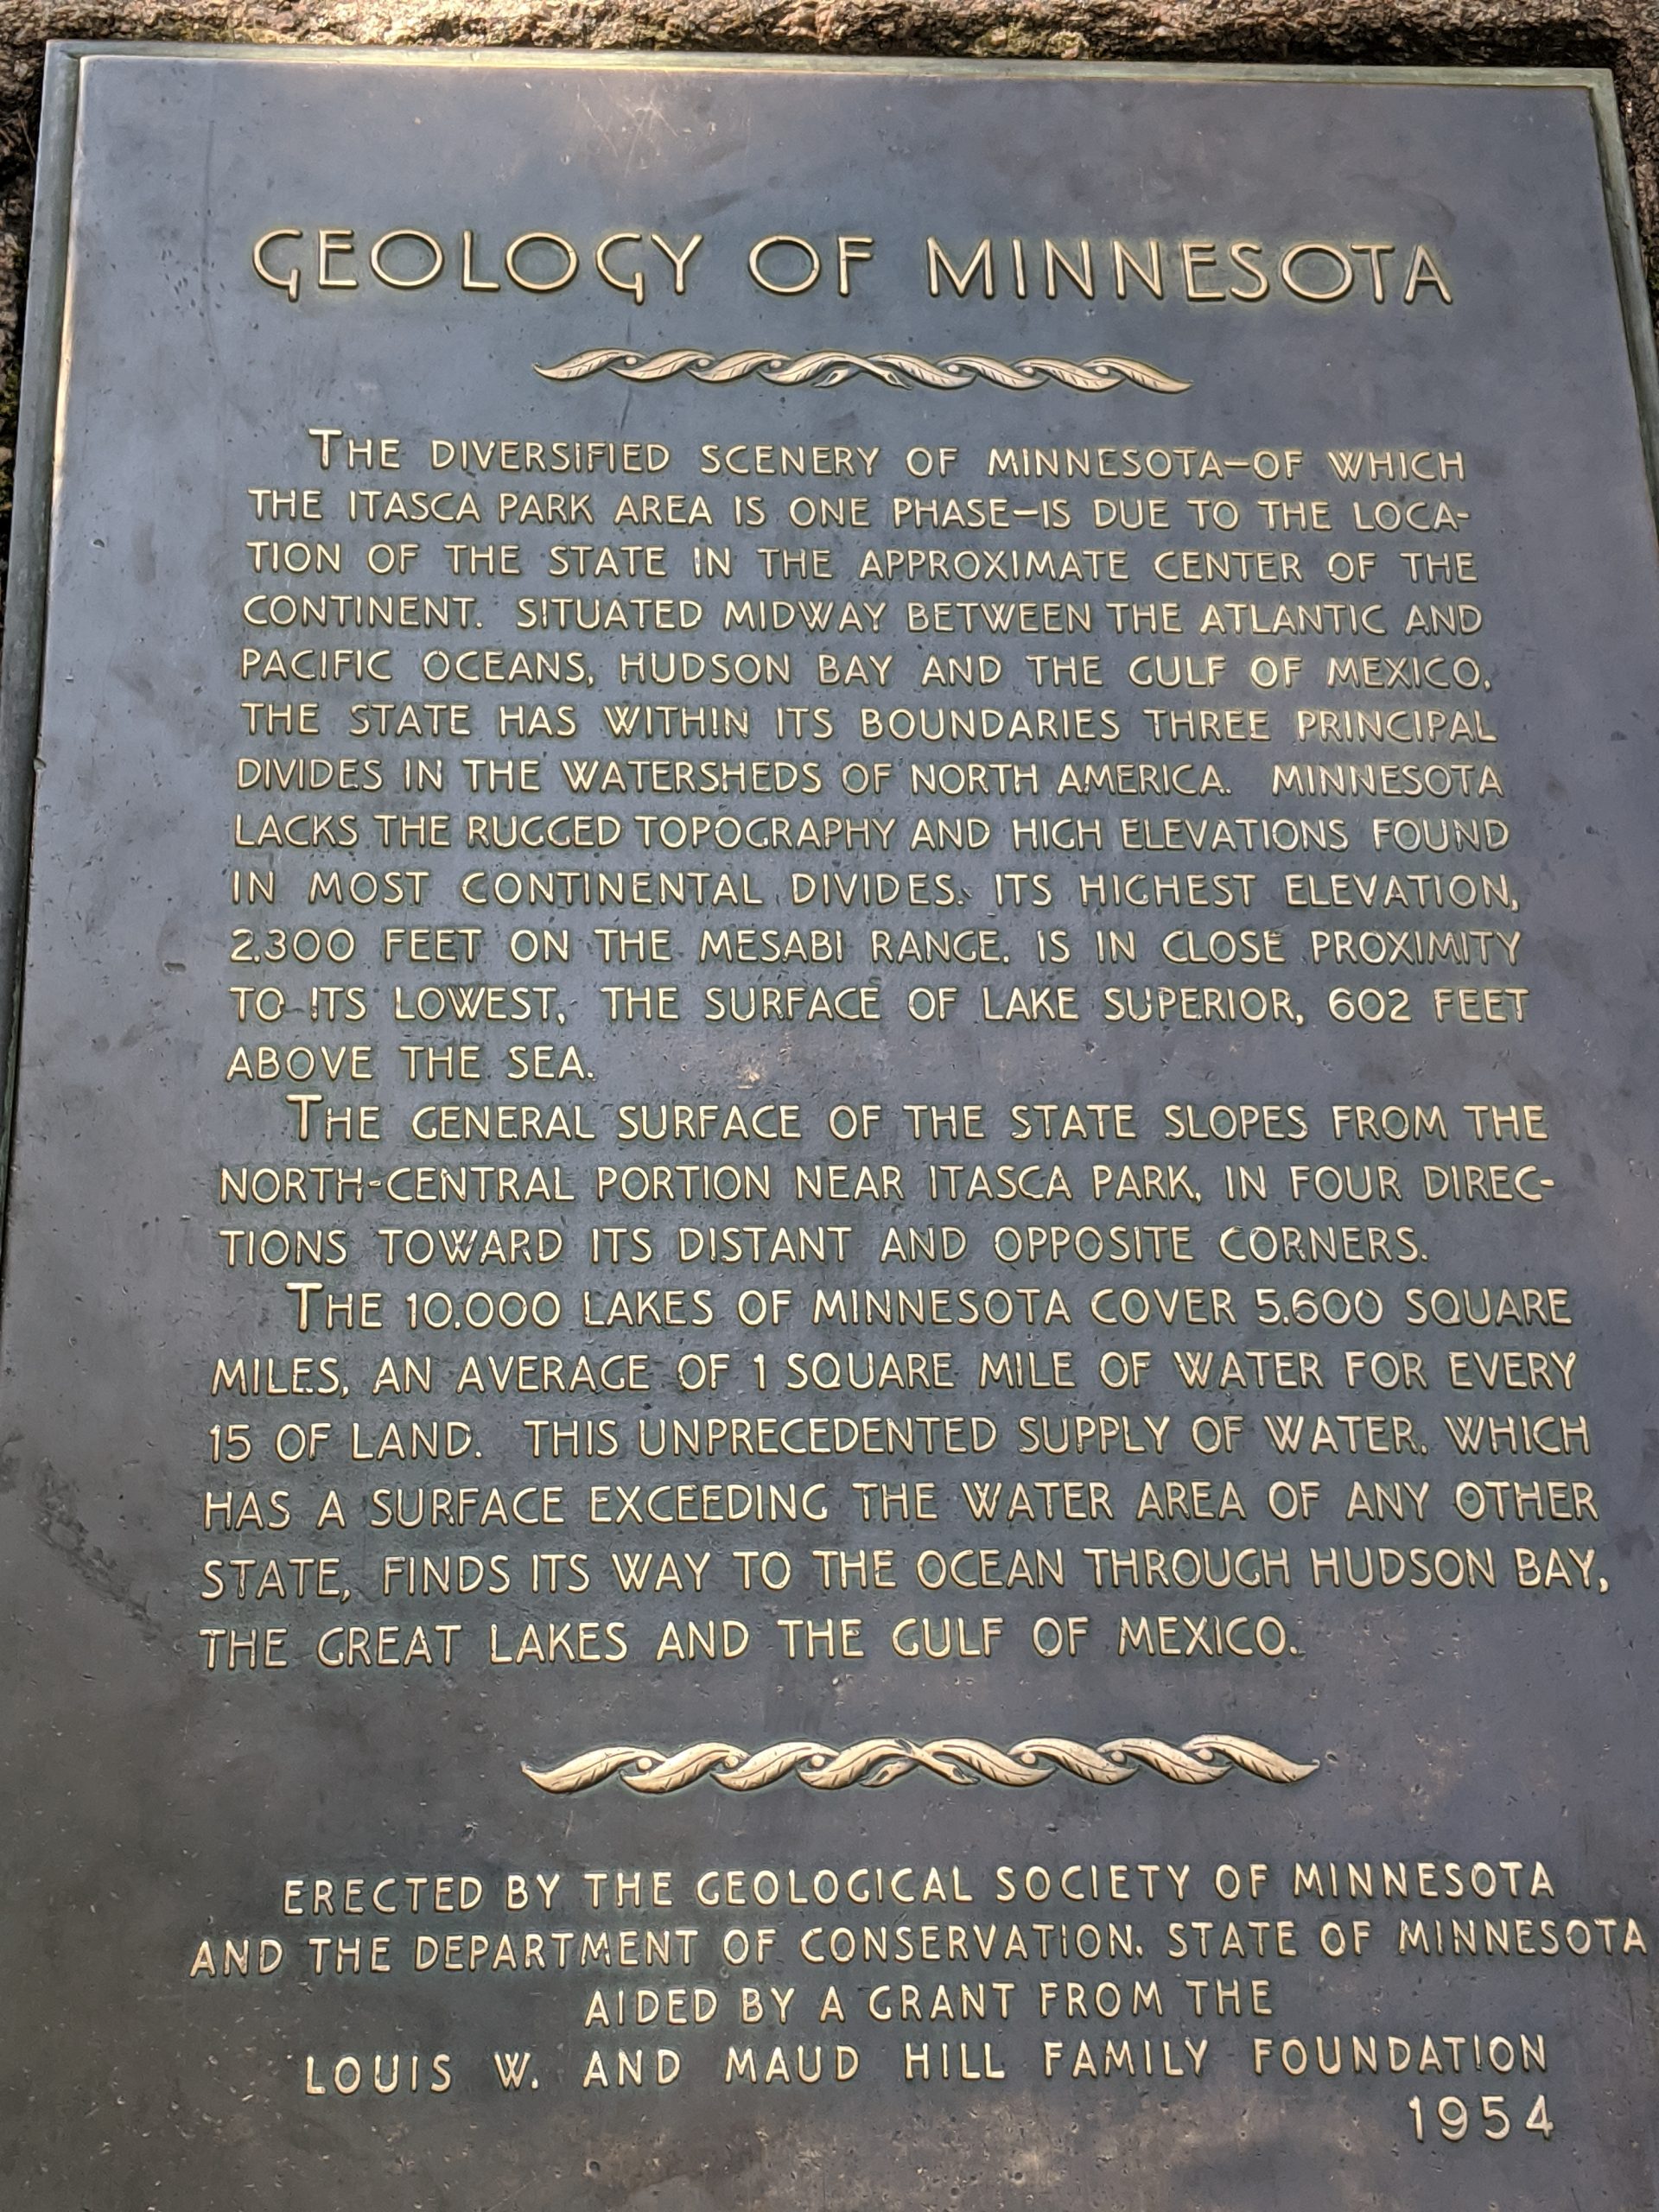 GEOLOGY OF MINNESOTA
THE DIVERSIFIED SCENERY OF MINNESOTA—OF WHICH
THE ITASCA PARK AREA IS ONE PHASE—IS DUE TO THE LOCA-
TION OF THE STATE IN THE APPROXIMATE CENTER OF THE
CONTINENT. SITUATED MIDWAY BETWEEN THE ATLANTIC AND
PACIFIC OCEANS, HUDSON BAY AND THE GULF OF MEXICO,
THE STATE HAS WITHIN ITS BOUNDARIES THREE PRINCIPAL
DIVIDES IN THE WATERSHEDS OF NORTH AMERICA. MINNESOTA
LACKS THE RUGGED TOPOGRAPHY AND HIGH ELEVATIONS FOUND
IN MOST CONTINENTAL DIVIDES. ITS HIGHEST ELEVATION,
2,300 FEET ON THE MESABI RANGE, IS IN CLOSE PROXIMITY
TO ITS LOWEST, THE SURFACE OF LAKE SUPERIOR, 602 FEET
ABOVE THE SEA.
THE GENERAL SURFACE OF THE STATE SLOPES FROM THE
NORTH-CENTRAL PORTION NEAR ITASCA PARK, IN FOUR DIREC-
TIONS TOWARD ITS DISTANT AND OPPOSITE CORNERS.
THE 10,000 LAKES OF MINNESOTA COVER 5,600 SQUARE
MILES, AN AVERAGE OF 1 SQUARE MILE OF WATER FOR EVERY
15 OF LAND. THIS UNPRECEDENTED SUPPLY OF WATER, WHICH
HAS A SURFACE EXCEEDING THE WATER AREA OF ANY OTHER
STATE, FINDS ITS WAY TO THE OCEAN THROUGH HUDSON BAY,
THE GREAT LAKES AND THE GULF OF MEXICO.
ERECTED BY THE GEOLOGICAL SOCIETY OF MINNESOTA
AND THE DEPARTMENT OF CONSERVATION, STATE OF MINNESOTA
AIDED BY A GRANT FROM THE
LOUIS W. AND MAUD HILL FAMILY FOUNDATION
1954